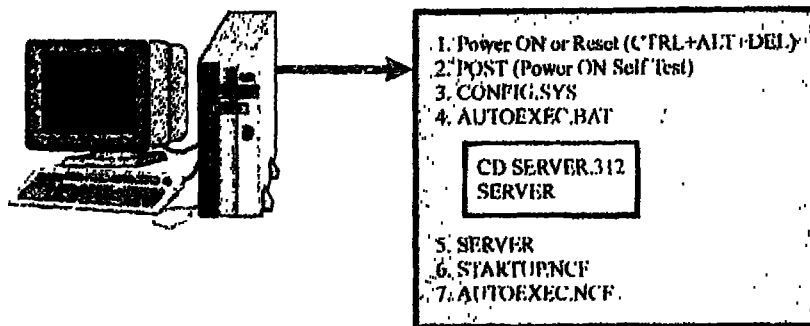 1. Power ON or Reset (CTRL+ALT+DEL)
2. POST (Power ON Self Test)
3. CONFIG.SYS
4. AUTOEXEC.BAT
CD SERVER.312
SERVER
5. SERVER
6. STARTUP.NCF
7. AUTOEXEC.NCF